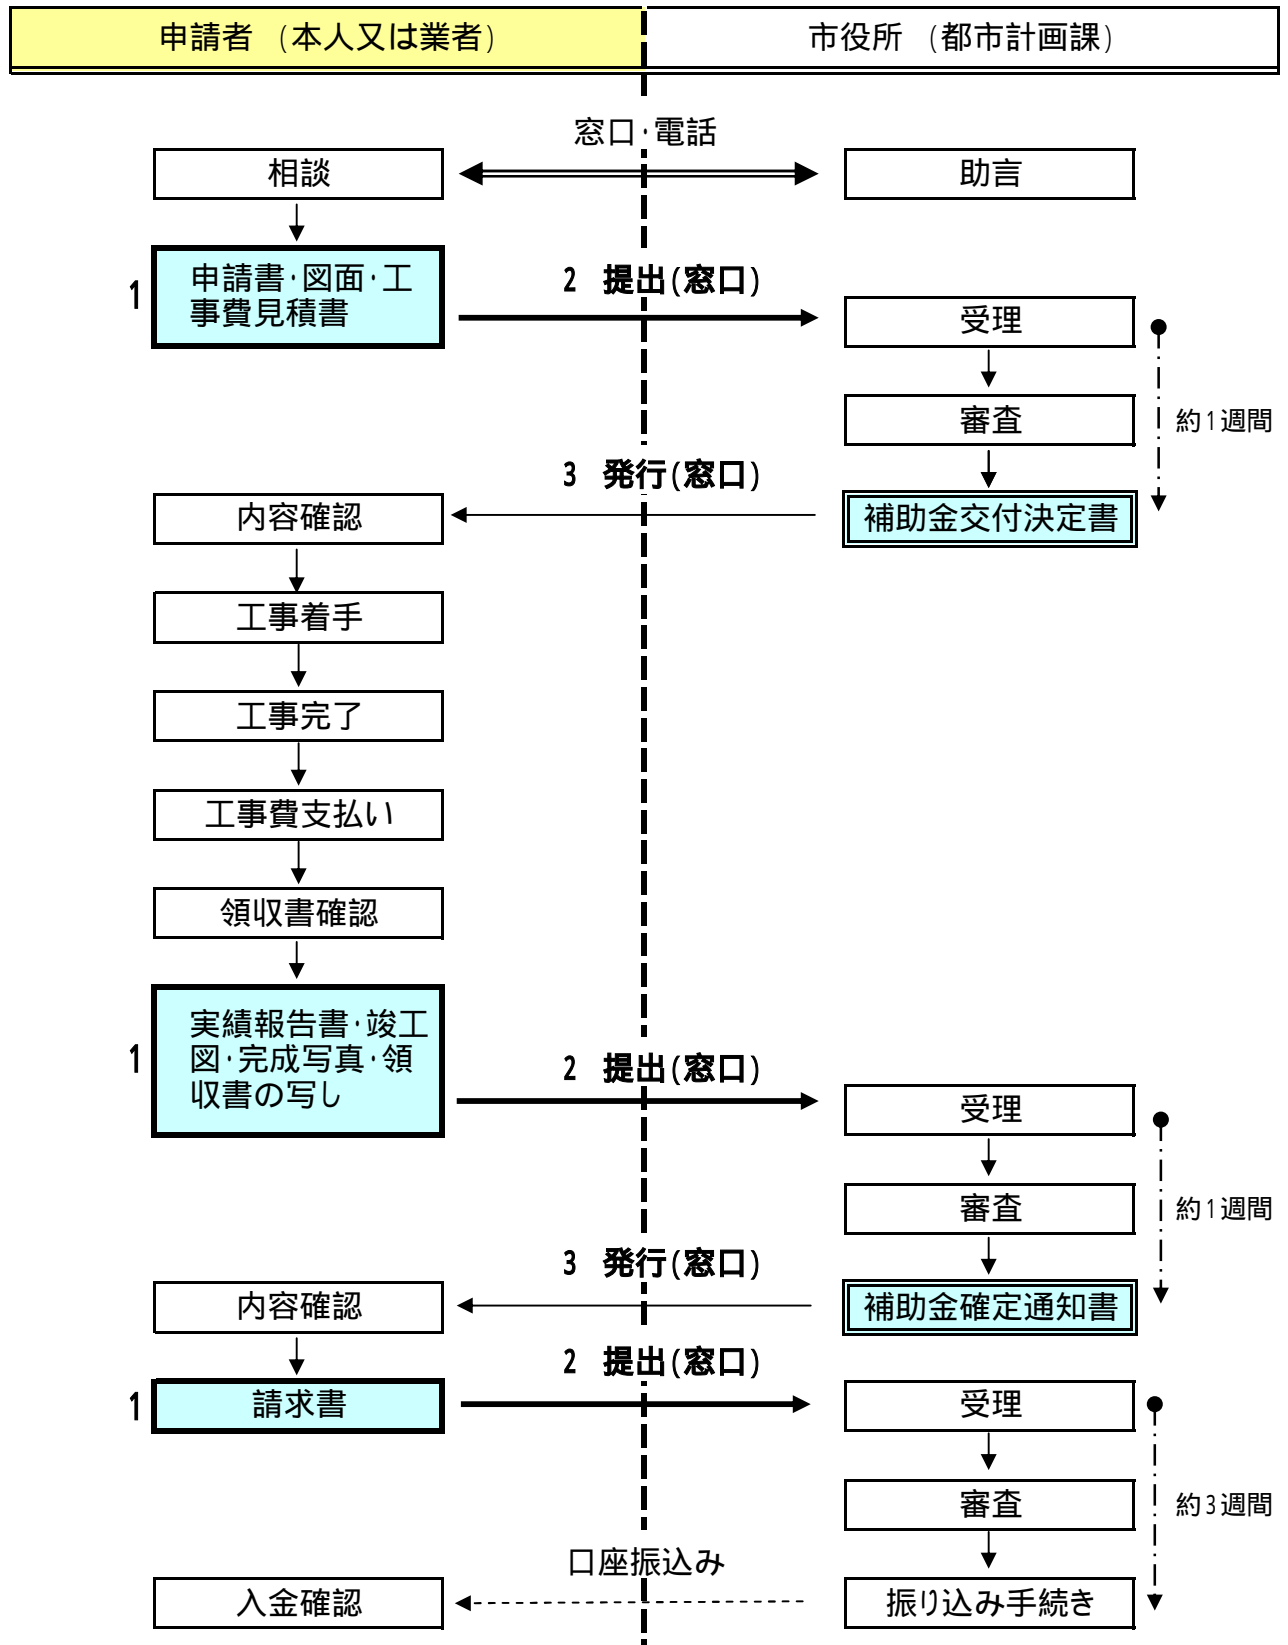 申請者 (本人又は業者)
市役所 (都市計画課)
窓口・電話
相談
助言
1
申請書・図面・工
事費見積書
2 提出(窓口)
受理
審査
約1週間
3 発行(窓口)
内容確認
補助金交付決定書
工事着手
工事完了
工事費支払い
領収書確認
1
実績報告書・竣工
図・完成写真・領
収書の写し
2 提出(窓口)
受理
審査
約1週間
3 発行(窓口)
内容確認
補助金確定通知書
2 提出(窓口)
1
請求書
受理
審査
約3週間
口座振込み
入金確認
振り込み手続き